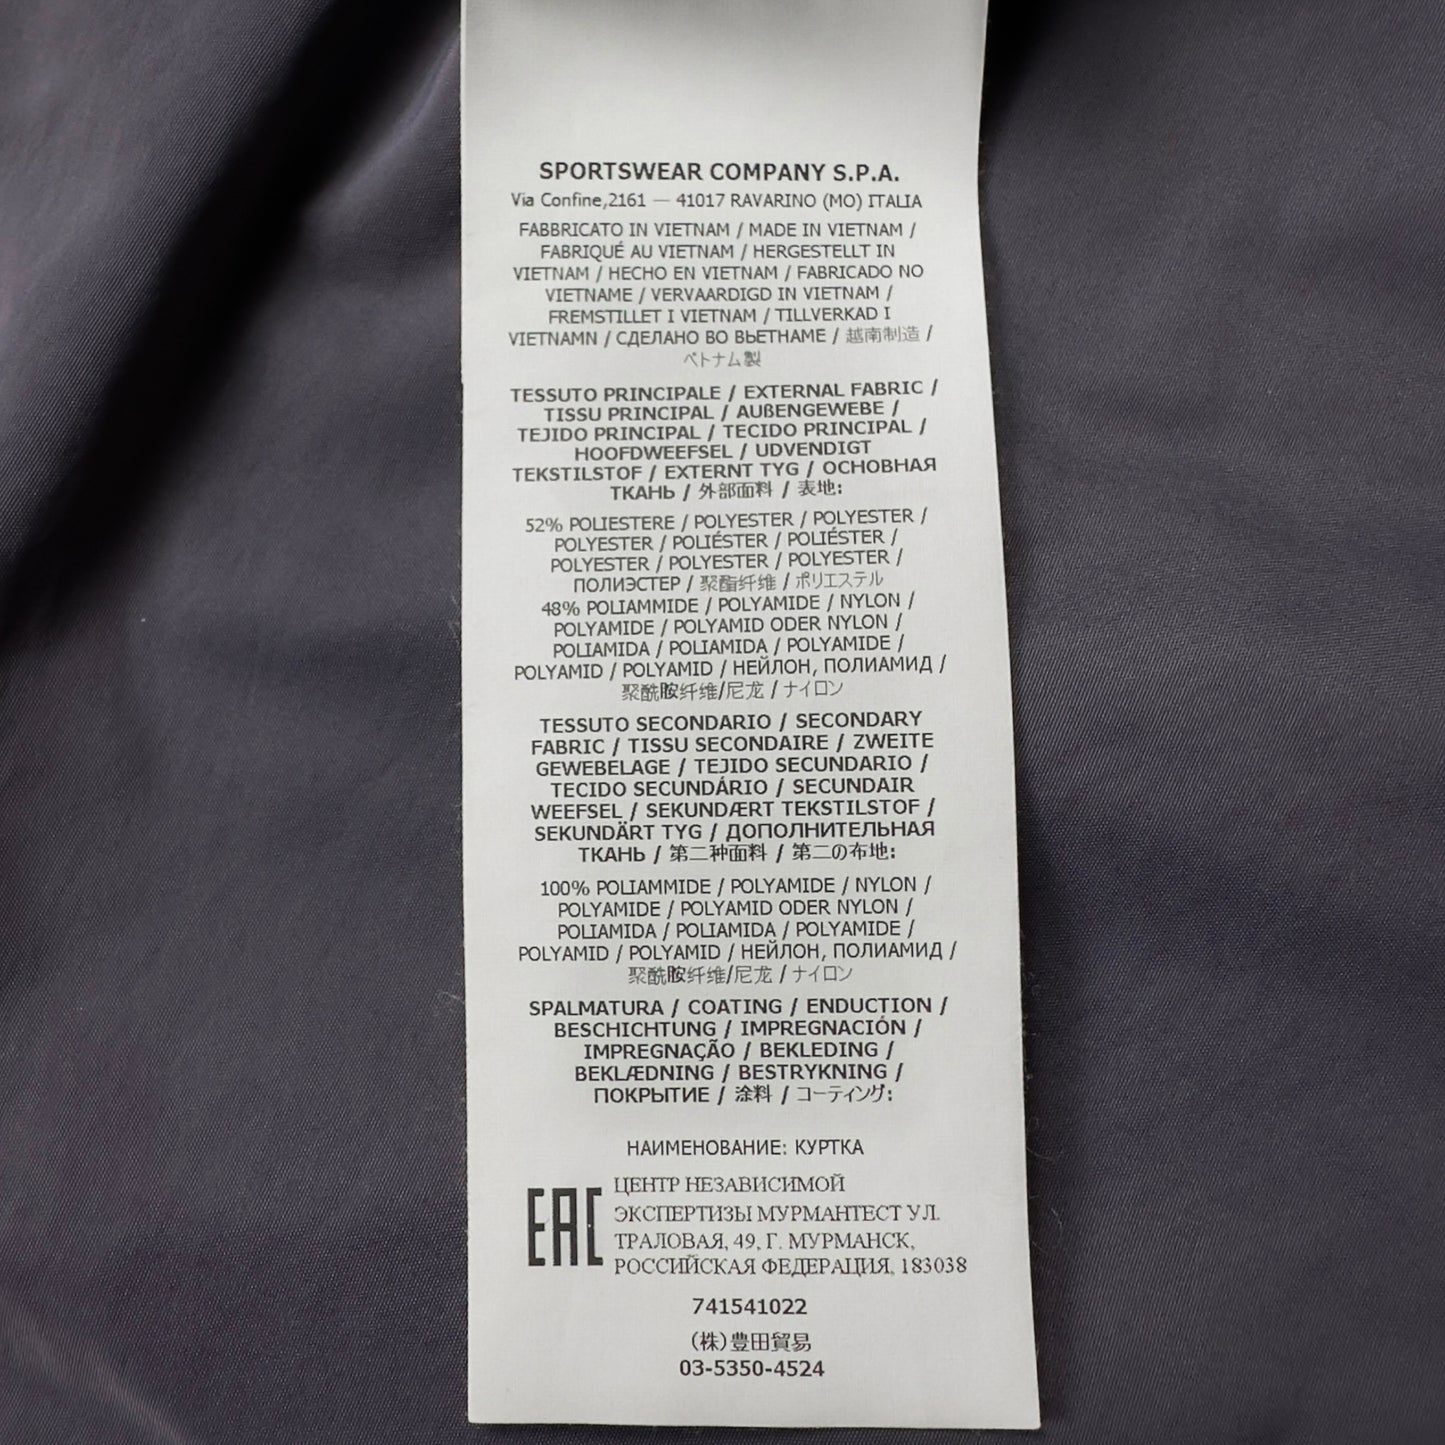 SPORTSWEAR COMPANY S.P.A.
Via Confine,2161 — 41017 RAVARINO (MO) ITALIA
FABBRICATO IN VIETNAM / MADE IN VIETNAM /
FABRIQUÉ AU VIETNAM / HERGESTELLT IN
VIETNAM / HECHO EN VIETNAM / FABRICADO NO
VIETNAME / VERVAARDIGD IN VIETNAM /
FREMSTILLET I VIETNAM / TILLVERKAD I
VIETNAMN / СДЕЛАНО ВО ВЬЕТНАМЕ / 越南制造 /
ベトナム製
TESSUTO PRINCIPALE / EXTERNAL FABRIC /
TISSU PRINCIPAL / AUßENGEWEBE /
TEJIDO PRINCIPAL / TECIDO PRINCIPAL /
HOOFDWEEFSEL / UDVENDIGT
TEKSTILSTOF / EXTERNT TYG / ОСНОВНАЯ
ТКАНЬ / 外部面料 / 表地:
52% POLIESTERE / POLYESTER / POLYESTER /
POLYESTER / POLIÉSTER / POLIÉSTER /
POLYESTER / POLYESTER / POLYESTER /
ПОЛИЭСТЕР / 聚酯纤维 / ポリエステル
48% POLIAMMIDE / POLYAMIDE / NYLON /
POLYAMIDE / POLYAMID ODER NYLON /
POLIAMIDA / POLIAMIDA / POLYAMIDE /
POLYAMID / POLYAMID / НЕЙЛОН, ПОЛИАМИД /
聚酰胺纤维/尼龙 / ナイロン
TESSUTO SECONDARIO / SECONDARY
FABRIC / TISSU SECONDAIRE / ZWEITE
GEWEBELAGE / TEJIDO SECUNDARIO /
TECIDO SECUNDÁRIO / SECUNDAIR
WEEFSEL / SEKUNDÆRT TEKSTILSTOF /
SEKUNDÄRT TYG / ДОПОЛНИТЕЛЬНАЯ
ТКАНЬ / 第二种面料 / 第二の布地:
100% POLIAMMIDE / POLYAMIDE / NYLON /
POLYAMIDE / POLYAMID ODER NYLON /
POLIAMIDA / POLIAMIDA / POLYAMIDE /
POLYAMID / POLYAMID / НЕЙЛОН, ПОЛИАМИД /
聚酰胺纤维/尼龙 / ナイロン
SPALMATURA / COATING / ENDUCTION /
BESCHICHTUNG / IMPREGNACIÓN /
IMPREGNAÇÃO / BEKLEDING /
BEKLÆDNING / BESTRYKNING /
ПОКРЫТИЕ / 涂料 / コーティング:
НАИМЕНОВАНИЕ: КУРТКА
EAC
ЦЕНТР НЕЗАВИСИМОЙ
ЭКСПЕРТИЗЫ МУРМАНТЕСТ УЛ.
ТРАЛОВАЯ, 49, Г. МУРМАНСК,
РОССИЙСКАЯ ФЕДЕРАЦИЯ, 183038
741541022
(株)豊田貿易
03-5350-4524